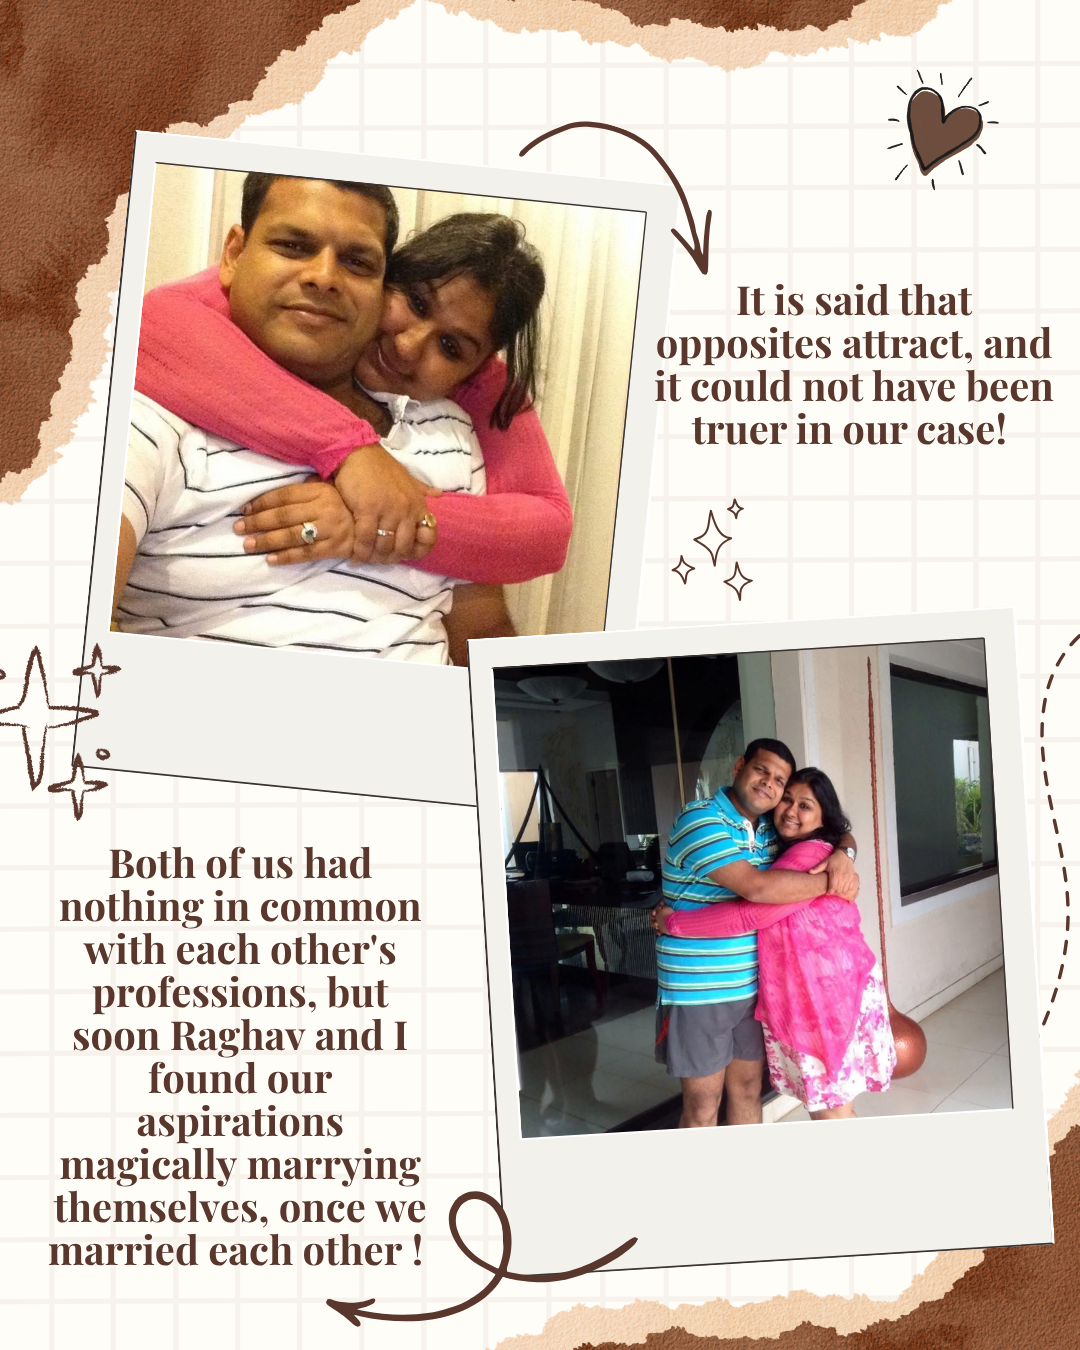 It is said that
opposites attract, and
it could not have been
truer in our case!
Both of us had
nothing in common
with each other's
professions, but
soon Raghav and I
found our
aspirations
magically marrying
themselves, once we
married each other !